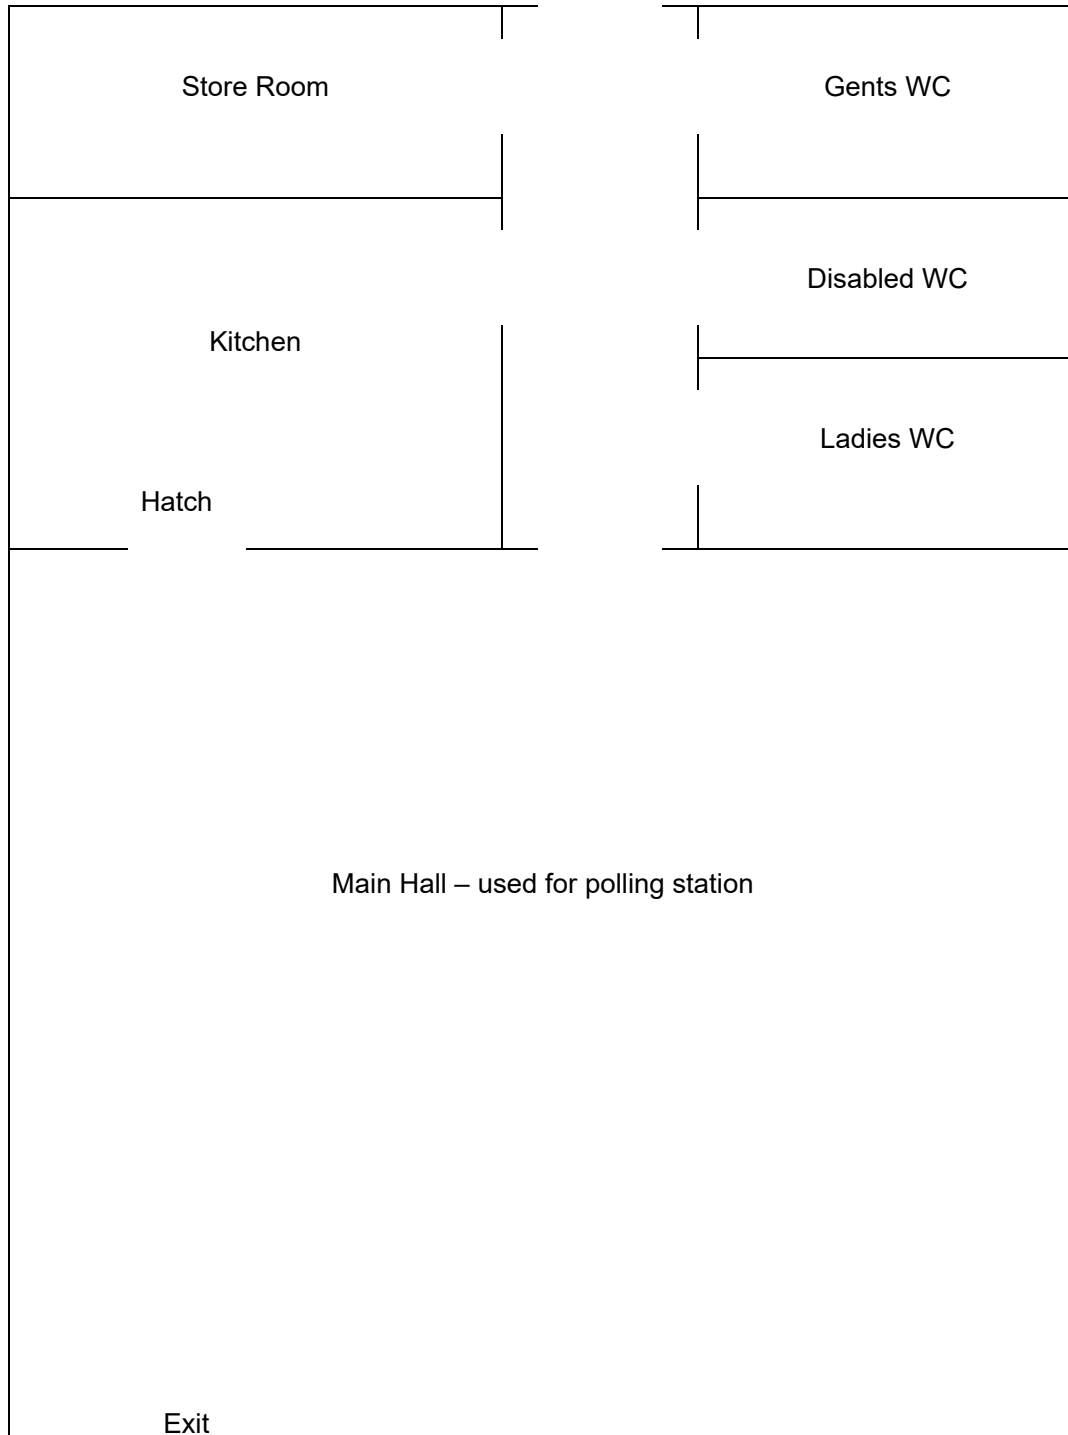 Store Room
Gents WC
Disabled WC
Kitchen
Ladies WC
Hatch
Main Hall – used for polling station
Exit